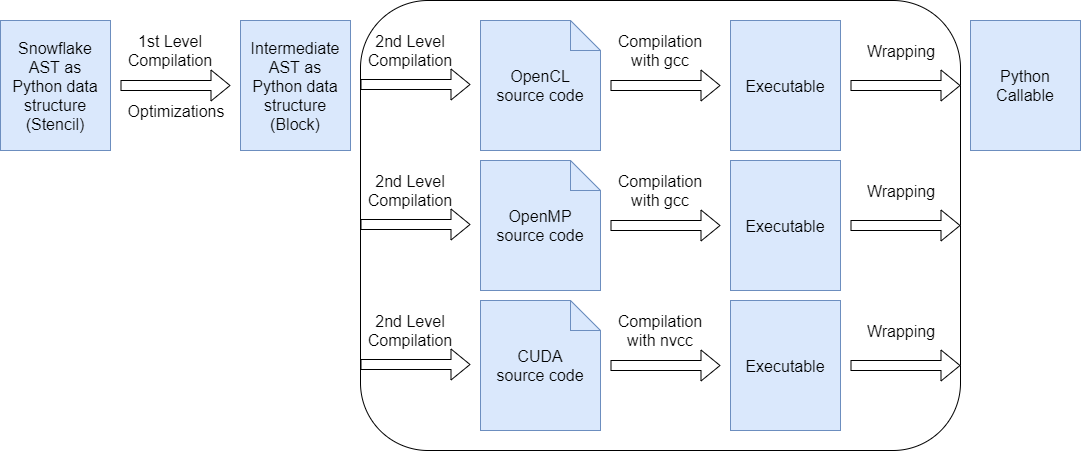 Snowflake
AST as
Python data
structure
(Stencil)
1st Level
Compilation
Optimizations
Intermediate
AST as
Python data
structure
(Block)
2nd Level
Compilation
OpenCL
source code
Compilation
with gcc
Executable
Wrapping
Python
Callable
2nd Level
Compilation
OpenMP
source code
Compilation
with gcc
Executable
Wrapping
2nd Level
Compilation
CUDA
source code
Compilation
with nvcc
Executable
Wrapping